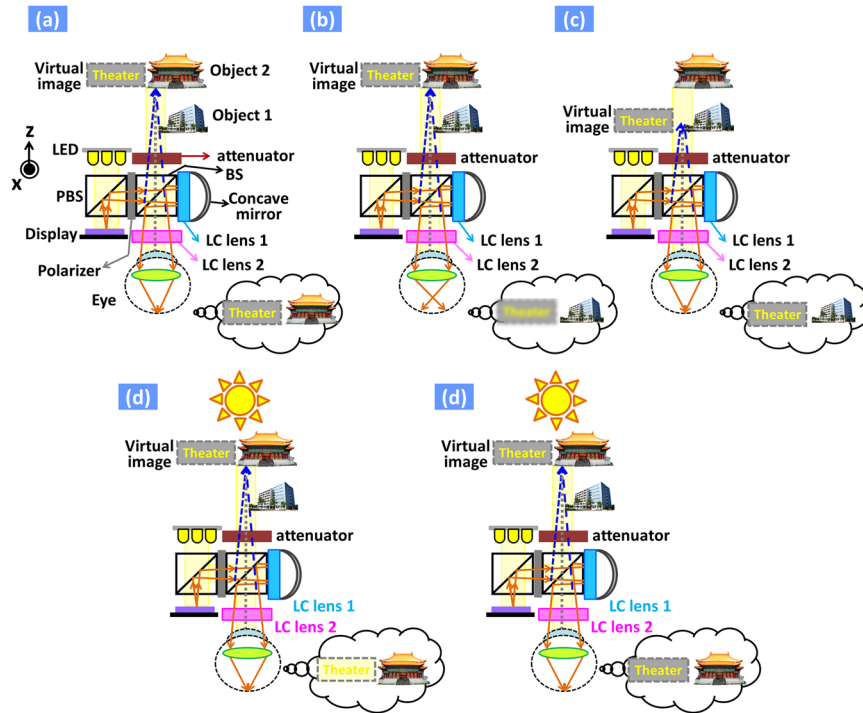 (a)
Virtual
image
Theater
Object 2
Object 1
Z
X
LED
attenuator
BS
PBS
Concave
mirror
Display
LC lens 1
LC lens 2
Polarizer
Eye
Theater
(b)
Virtual
image
Theater
attenuator
LC lens 1
LC lens 2
Theater
(c)
Virtual
image
Theater
attenuator
LC lens 1
LC lens 2
Theater
(d)
Virtual
image
Theater
attenuator
LC lens 1
LC lens 2
Theater
(d)
Virtual
image
Theater
attenuator
LC lens 1
LC lens 2
Theater